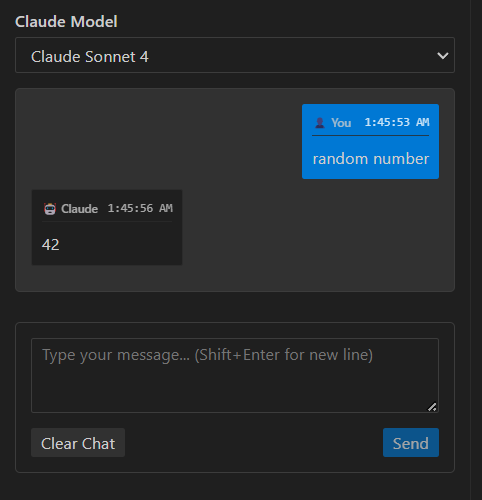 Claude Model
Claude Sonnet 4
You 1:45:53 AM
random number
Claude 1:45:56 AM
42
Type your message... (Shift+Enter for new line)
Clear Chat
Send